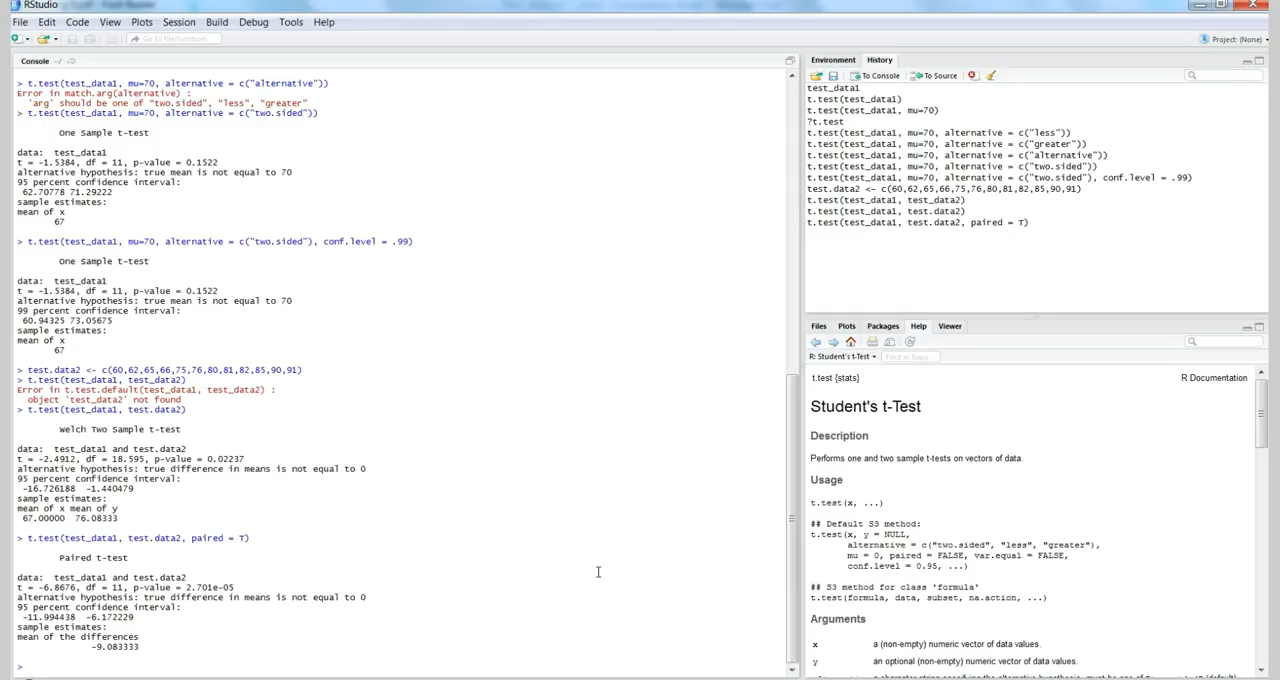 RStudio
File Edit Code View Plots Session Build Debug Tools Help
Go to file/function
Project: (None)
Console ~/
> t.test(test_data1, mu=70, alternative = c("alternative"))
Error in match.arg(alternative) :
'arg' should be one of "two.sided", "less", "greater"
> t.test(test_data1, mu=70, alternative = c("two.sided"))
One Sample t-test
data: test_data1
t = -1.5384, df = 11, p-value = 0.1522
alternative hypothesis: true mean is not equal to 70
95 percent confidence interval:
62.70778 71.29222
sample estimates:
mean of x
67
> t.test(test_data1, mu=70, alternative = c("two.sided"), conf.level = .99)
One Sample t-test
data: test_data1
t = -1.5384, df = 11, p-value = 0.1522
alternative hypothesis: true mean is not equal to 70
99 percent confidence interval:
60.94325 73.05675
sample estimates:
mean of x
67
> test.data2 <- c(60,62,65,66,75,76,80,81,82,85,90,91)
> t.test(test_data1, test_data2)
Error in t.test.default(test_data1, test_data2) :
object 'test_data2' not found
> t.test(test_data1, test.data2)
Welch Two Sample t-test
data: test_data1 and test.data2
t = -2.4912, df = 18.595, p-value = 0.02237
alternative hypothesis: true difference in means is not equal to 0
95 percent confidence interval:
-16.726188 -1.440479
sample estimates:
mean of x mean of y
67.00000 76.08333
> t.test(test_data1, test.data2, paired = T)
Paired t-test
data: test_data1 and test.data2
t = -6.8676, df = 11, p-value = 2.701e-05
alternative hypothesis: true difference in means is not equal to 0
95 percent confidence interval:
-11.994438 -6.172229
sample estimates:
mean of the differences
-9.083333
>
Environment History
To Console To Source
test_data1
t.test(test_data1)
t.test(test_data1, mu=70)
?t.test
t.test(test_data1, mu=70, alternative = c("less"))
t.test(test_data1, mu=70, alternative = c("greater"))
t.test(test_data1, mu=70, alternative = c("alternative"))
t.test(test_data1, mu=70, alternative = c("two.sided"))
t.test(test_data1, mu=70, alternative = c("two.sided"), conf.level = .99)
test.data2 <- c(60,62,65,66,75,76,80,81,82,85,90,91)
t.test(test_data1, test_data2)
t.test(test_data1, test.data2)
t.test(test_data1, test.data2, paired = T)
Files Plots Packages Help Viewer
R: Student's t-Test Find in Topic
t.test {stats} R Documentation
Student's t-Test
Description
Performs one and two sample t-tests on vectors of data.
Usage
t.test(x, ...)
## Default S3 method:
t.test(x, y = NULL,
alternative = c("two.sided", "less", "greater"),
mu = 0, paired = FALSE, var.equal = FALSE,
conf.level = 0.95, ...)
## S3 method for class 'formula'
t.test(formula, data, subset, na.action, ...)
Arguments
x a (non-empty) numeric vector of data values.
y an optional (non-empty) numeric vector of data values.